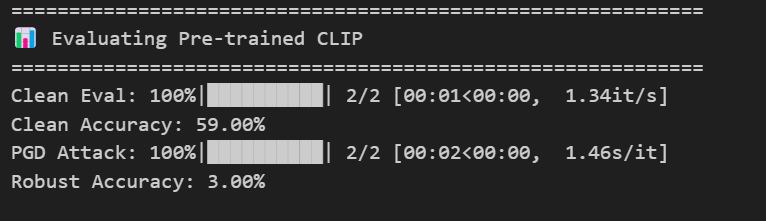 ============================================================
📊 Evaluating Pre-trained CLIP
============================================================
Clean Eval: 100%|██████████| 2/2 [00:01<00:00,  1.34it/s]
Clean Accuracy: 59.00%
PGD Attack: 100%|██████████| 2/2 [00:02<00:00,  1.46s/it]
Robust Accuracy: 3.00%